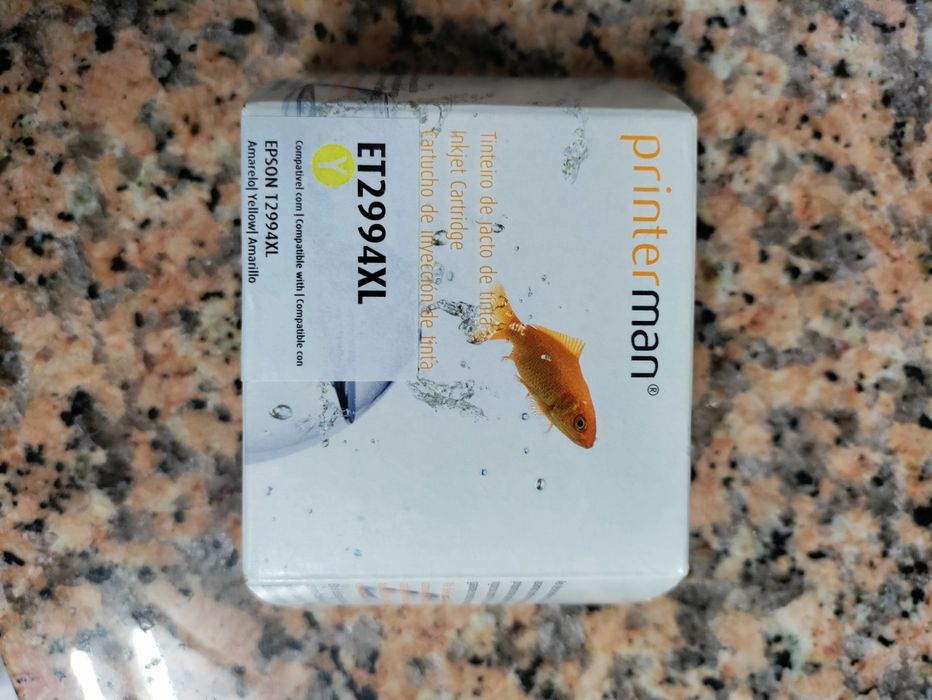 printerman®
Tinteiro de jacto de tinta
Inkjet Cartridge
Cartucho de inyección de tinta
ET2994XL
Y
Compatível com | Compatible with | Compatible con
EPSON T2994XL
Amarelo| Yellow| Amarillo